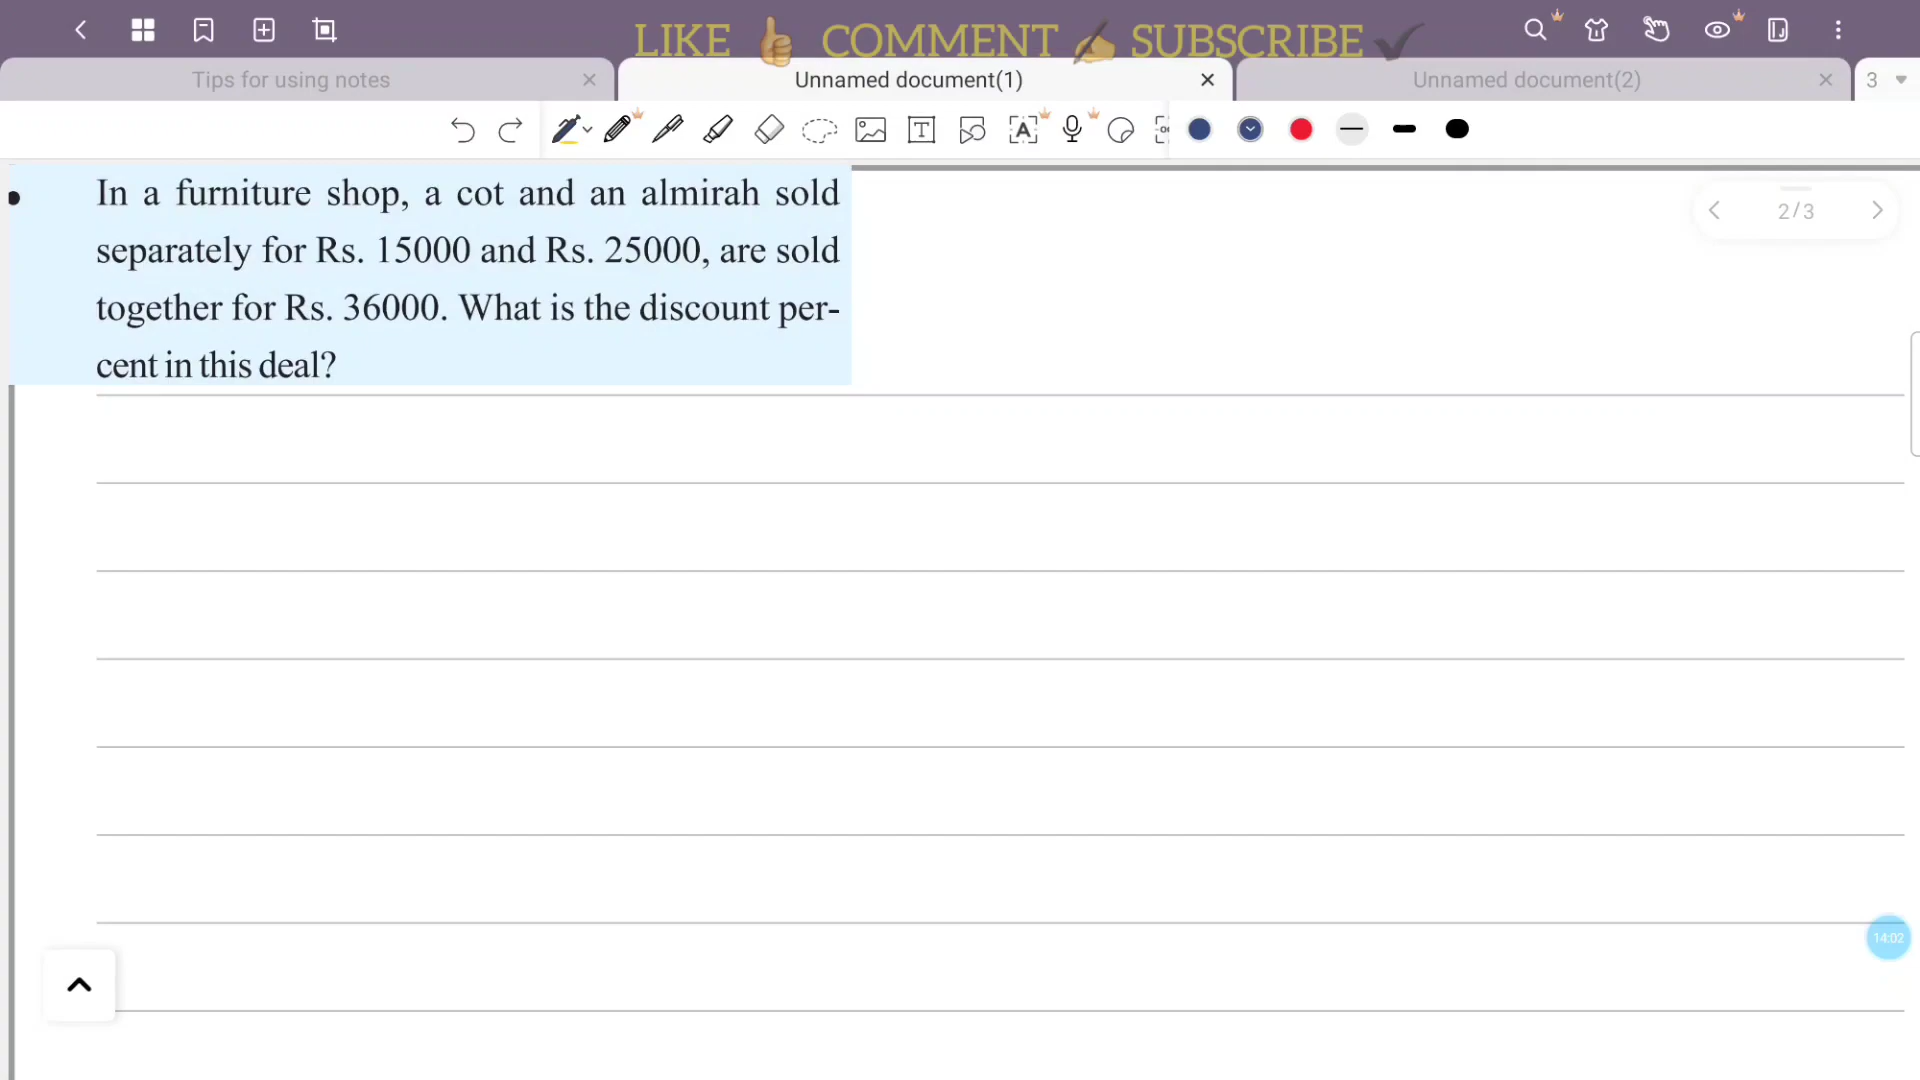 LIKE 👍 COMMENT ✍ SUBSCRIBE ✔
Tips for using notes
Unnamed document(1)
Unnamed document(2)
3
T
A
2/3
In a furniture shop, a cot and an almirah sold
separately for Rs. 15000 and Rs. 25000, are sold
together for Rs. 36000. What is the discount per-
cent in this deal?
14:02